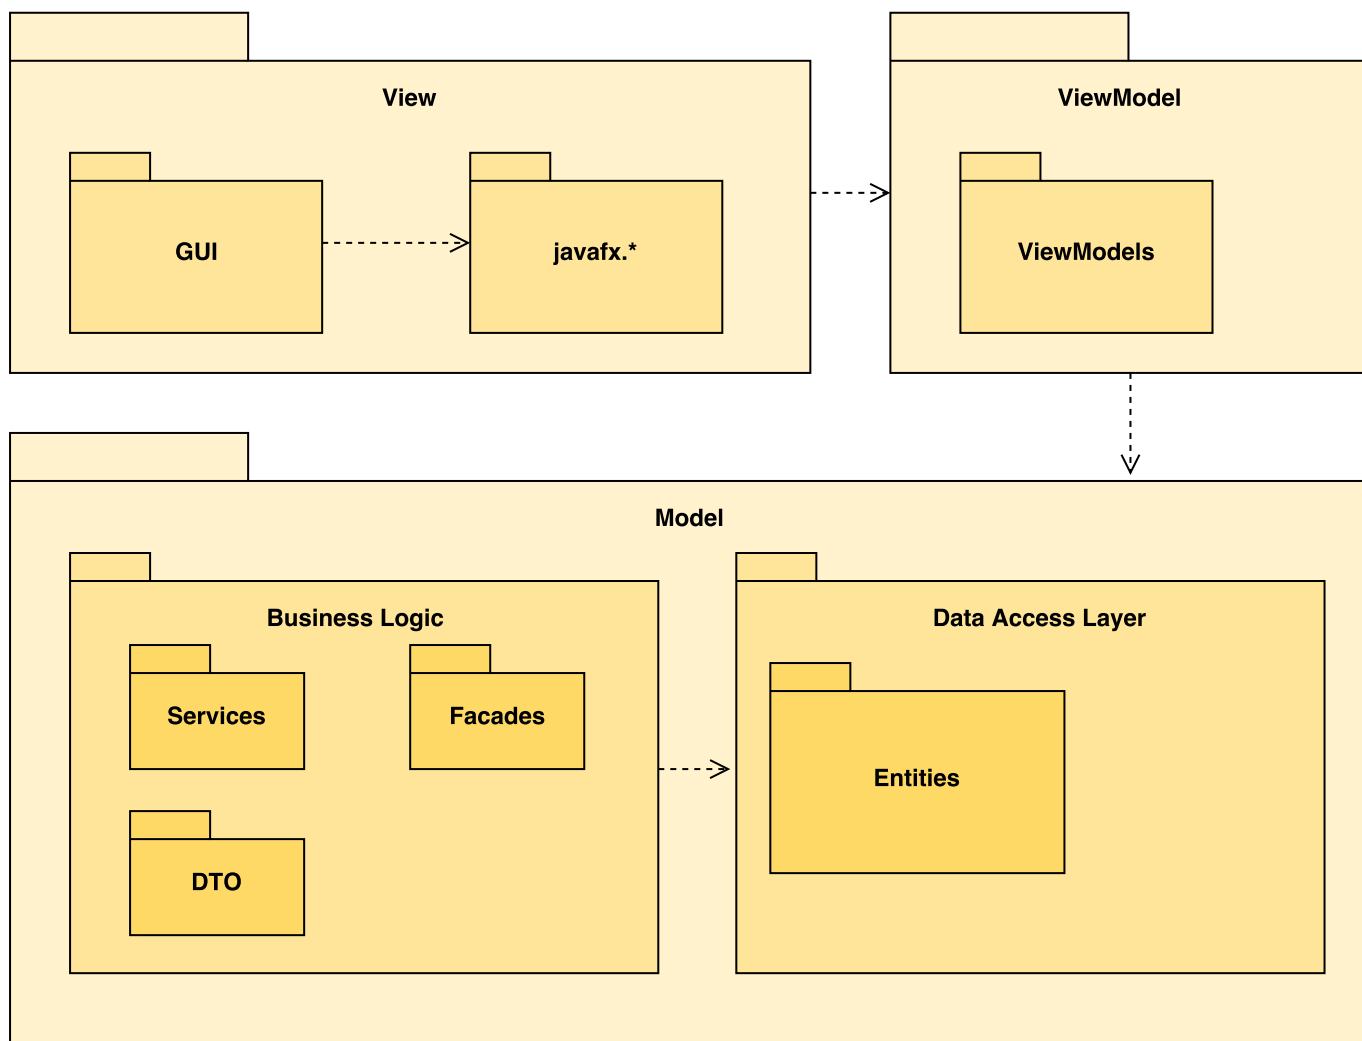 View
GUI
javafx.*
ViewModel
ViewModels
Model
Business Logic
Services
Facades
DTO
Data Access Layer
Entities